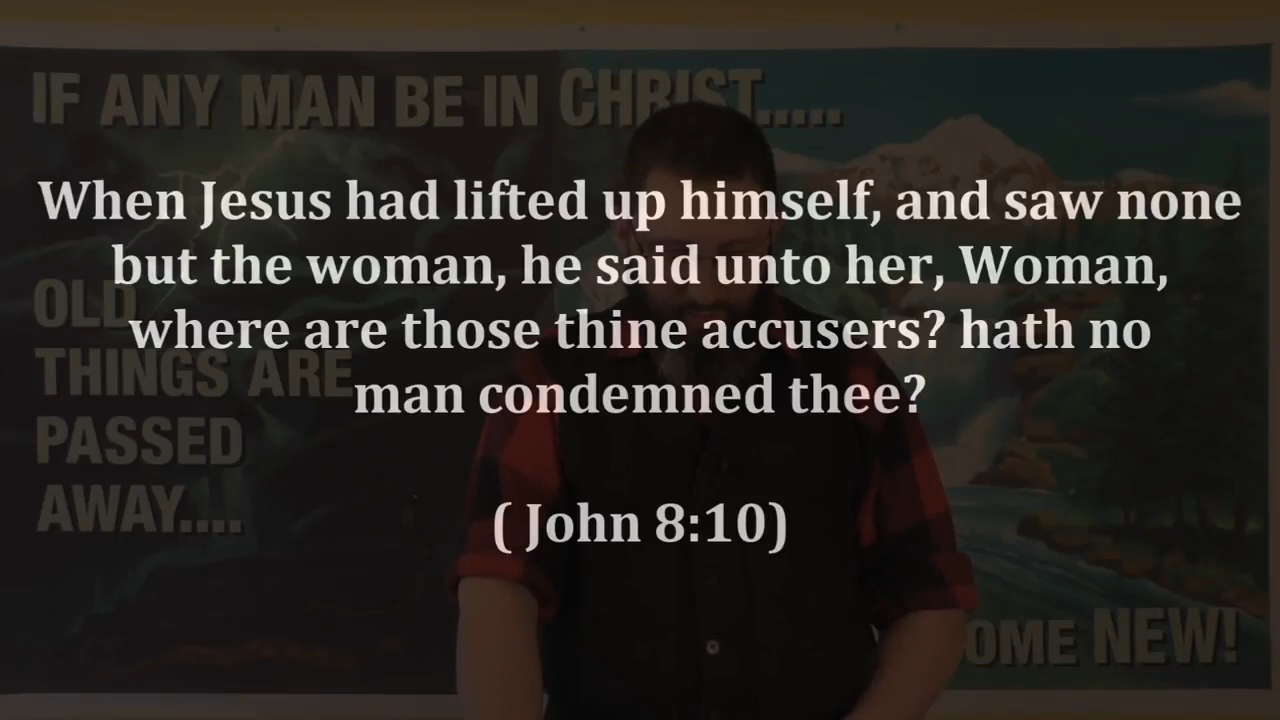 IF ANY MAN BE IN CHRIST.....
When Jesus had lifted up himself, and saw none
but the woman, he said unto her, Woman,
where are those thine accusers? hath no
man condemned thee?
( John 8:10)
OLD
THINGS ARE
PASSED
AWAY....
NEW!